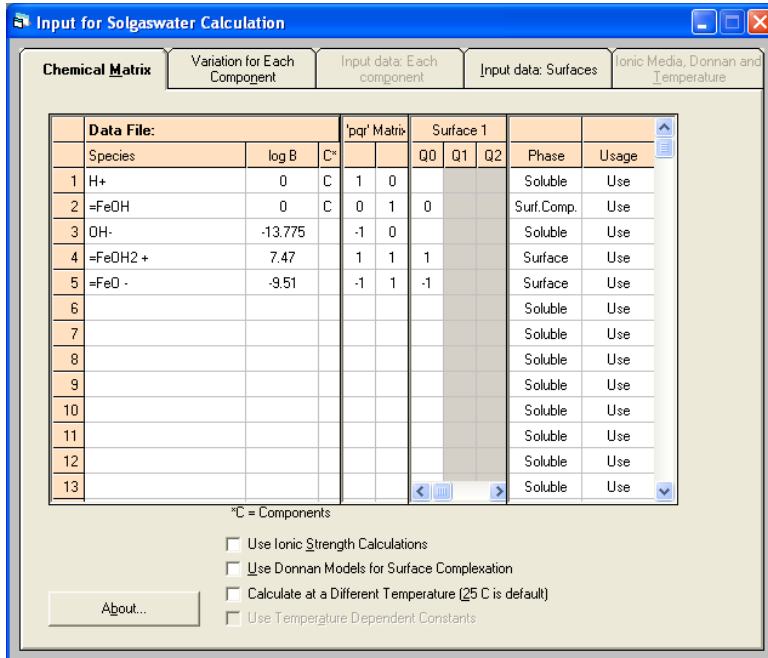 Input for Solgaswater Calculation
Chemical Matrix
Variation for Each
Component
Input data: Each
component
Input data: Surfaces
Ionic Media, Donnan and
Temperature
Data File: 'pqr' Matrix Surface 1
Species log B C* Q0 Q1 Q2 Phase Usage
1 H+ 0 C 1 0 Soluble Use
2 =FeOH 0 C 0 1 0 Surf.Comp. Use
3 OH- -13.775 -1 0 Soluble Use
4 =FeOH2 + 7.47 1 1 1 Surface Use
5 =FeO - -9.51 -1 1 -1 Surface Use
6 Soluble Use
7 Soluble Use
8 Soluble Use
9 Soluble Use
10 Soluble Use
11 Soluble Use
12 Soluble Use
13 Soluble Use
*C = Components
Use Ionic Strength Calculations
Use Donnan Models for Surface Complexation
Calculate at a Different Temperature (25 C is default)
About... Use Temperature Dependent Constants